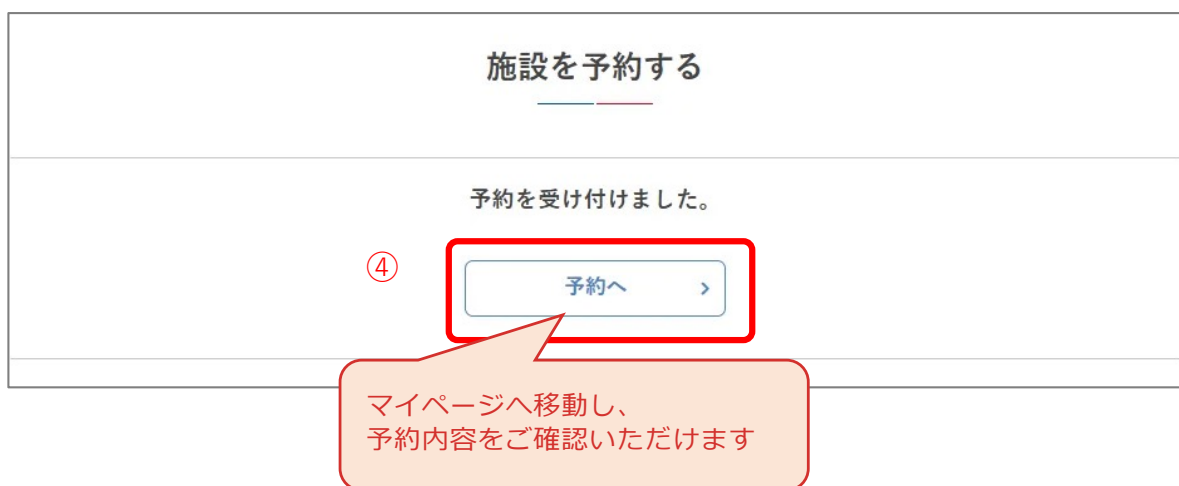 施設を予約する
予約を受け付けました。
④
予約へ
マイページへ移動し、
予約内容をご確認いただけます